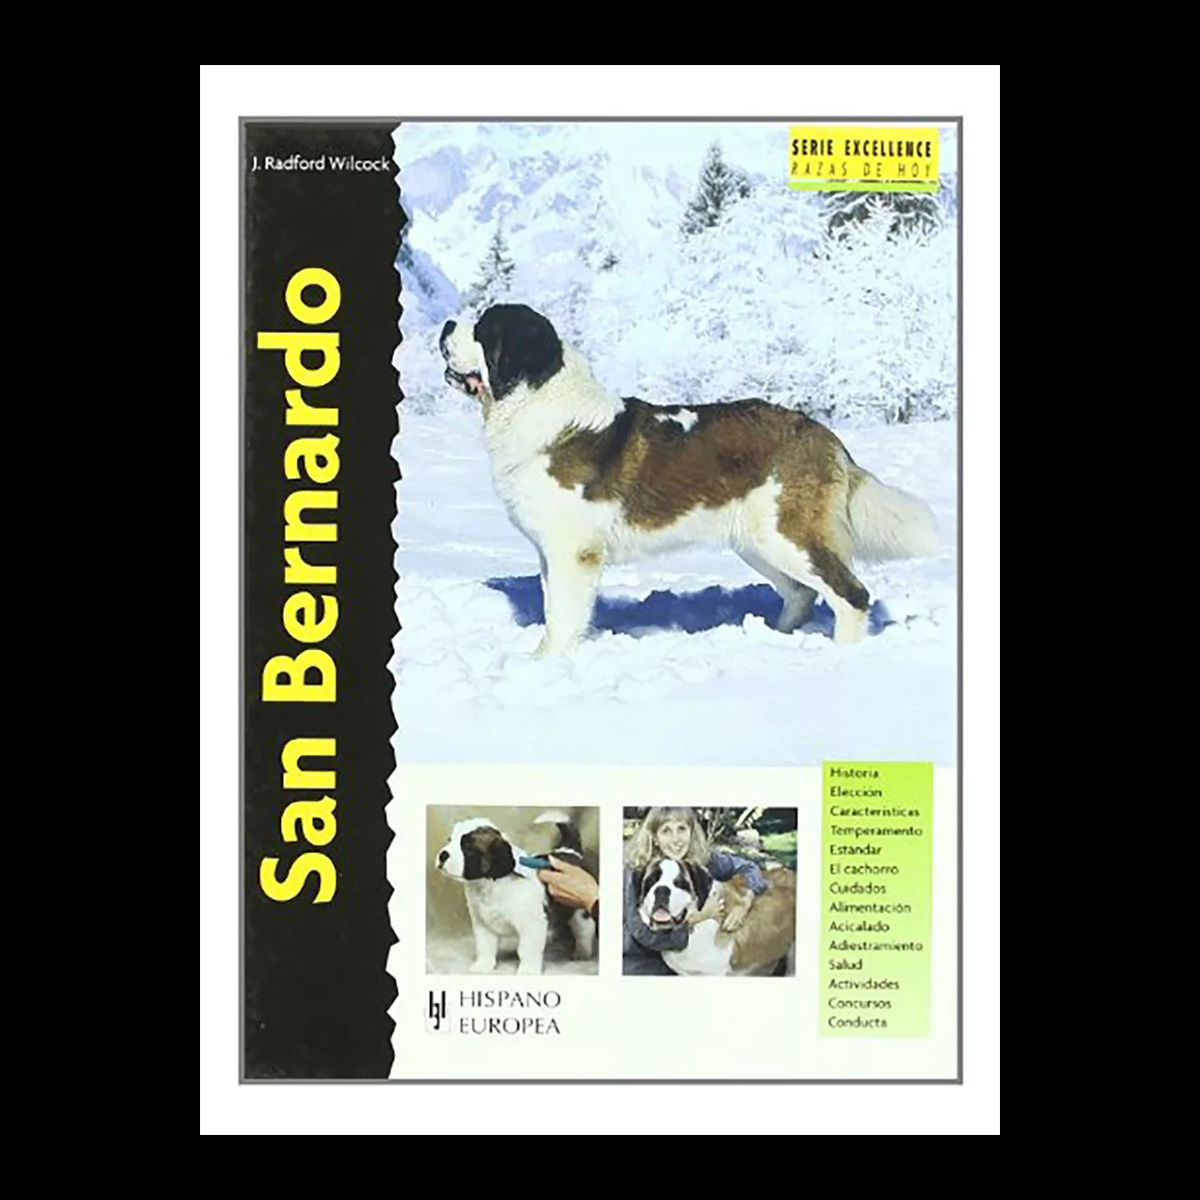 J. Radford Wilcock
San Bernardo
SERIE EXCELLENCE
RAZAS DE HOY
Historia
Elección
Características
Temperamento
Estándar
El cachorro
Cuidados
Alimentación
Acicalado
Adiestramiento
Salud
Actividades
Concursos
Conducta
HISPANO
EUROPEA